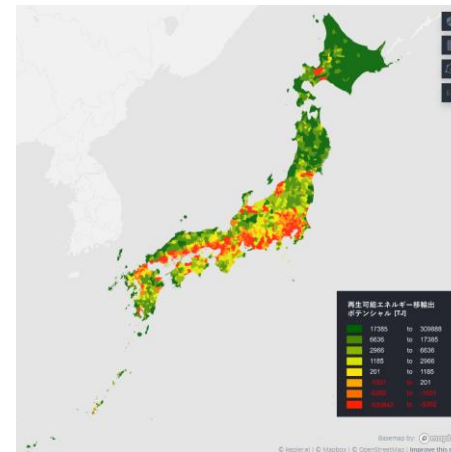 再生可能エネルギー移輸出
ポテンシャル [TJ]
17385 to 309888
6636 to 17385
2966 to 6636
1185 to 2966
201 to 1185
to 201
to
to
Basemap by:
© kepler.gl | © Mapbox | © OpenStreetMap | Improve this